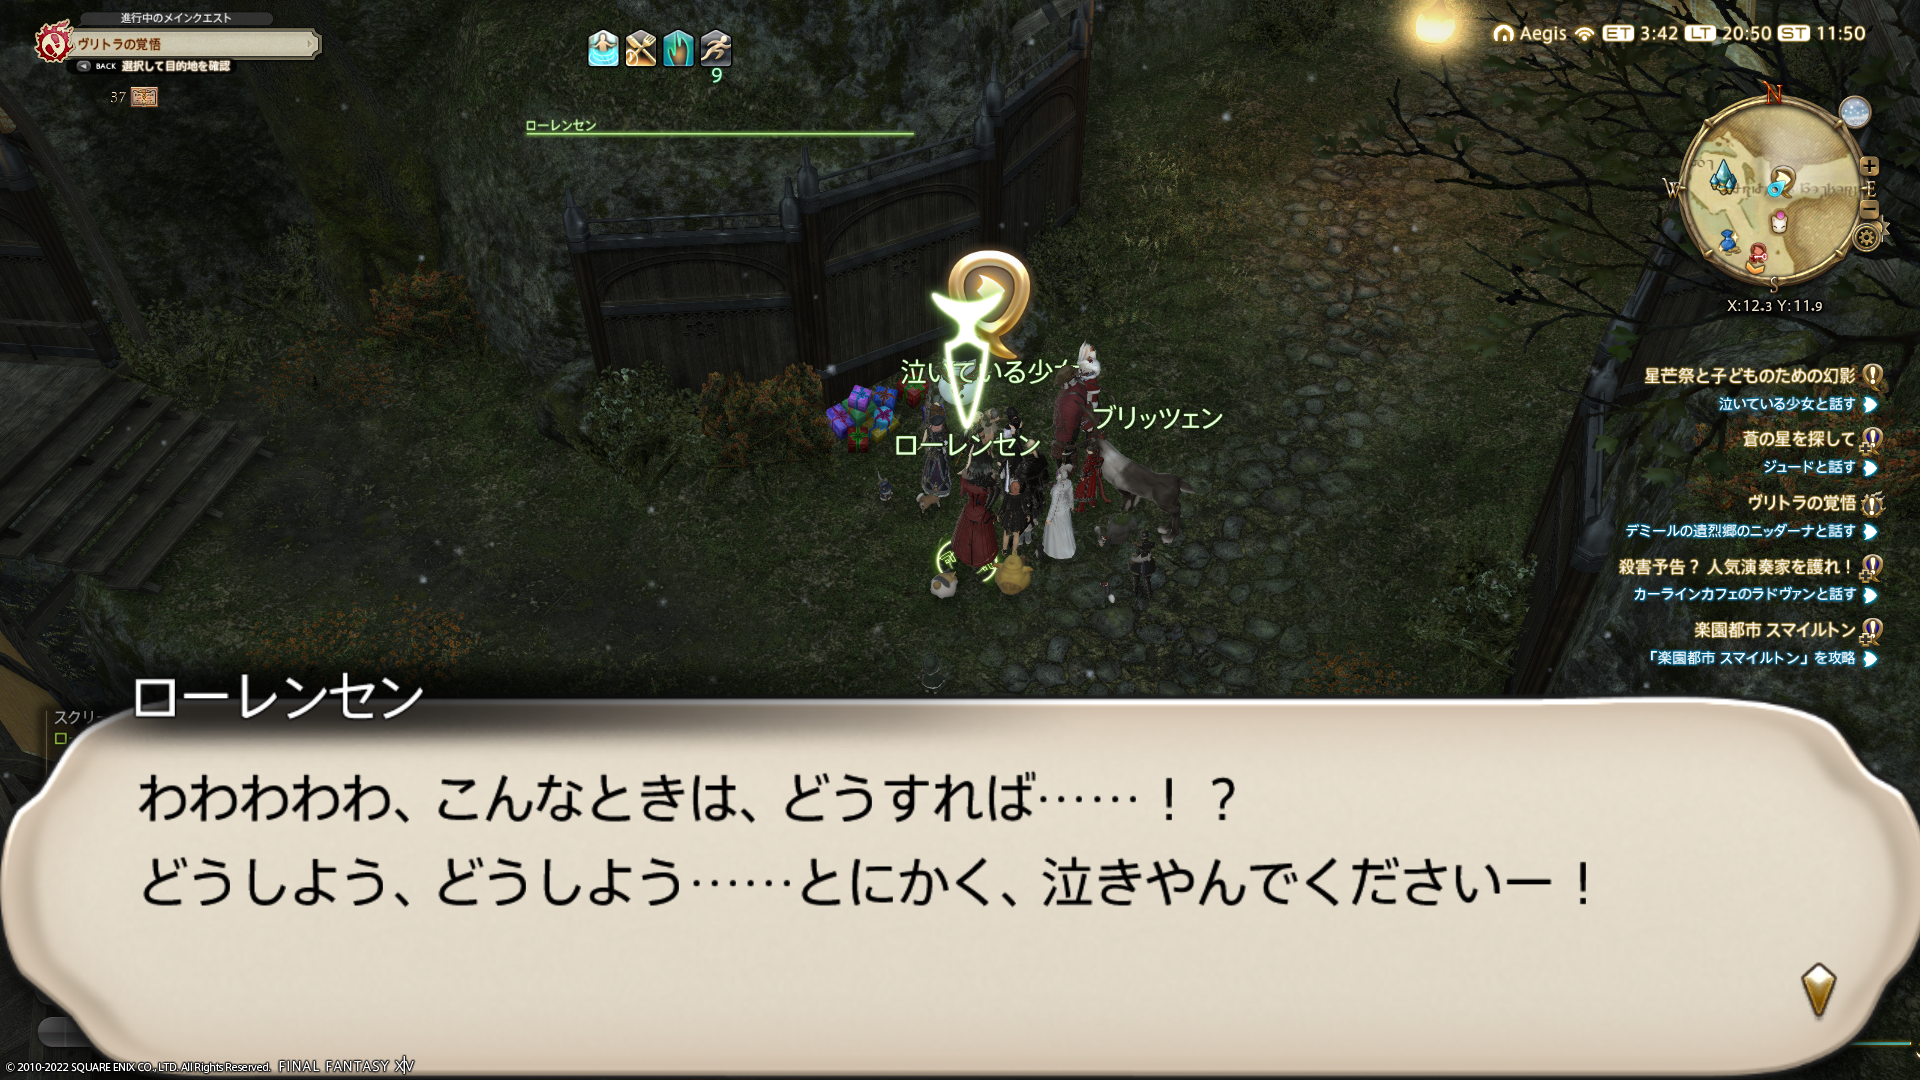 進行中のメインクエスト
ヴリトラの覚悟
BACK 選択して目的地を確認
37
9
ローレンセン
Aegis ET 3:42 LT 20:50 ST 11:50
N
W
E
S
X:12.3 Y:11.9
星芒祭と子どものための幻影
泣いている少女と話す
蒼の星を探して
ジュードと話す
ヴリトラの覚悟
デミールの遺烈郷のニッダーナと話す
殺害予告？ 人気演奏家を護れ！
カーラインカフェのラドヴァンと話す
楽園都市 スマイルトン
「楽園都市 スマイルトン」を攻略
泣いている少
ブリッツェン
ローレンセン
スクリ
ロー
ローレンセン
わわわわわ、こんなときは、どうすれば……！？
どうしよう、どうしよう……とにかく、泣きやんでくださいー！
© 2010-2022 SQUARE ENIX CO., LTD. All Rights Reserved. FINAL FANTASY XIV